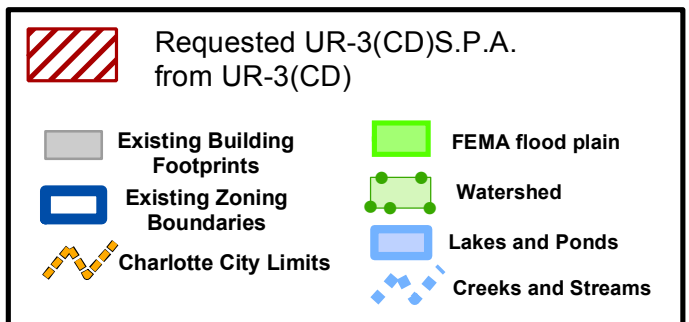 Requested UR-3(CD)S.P.A.
from UR-3(CD)
Existing Building
Footprints
Existing Zoning
Boundaries
Charlotte City Limits
FEMA flood plain
Watershed
Lakes and Ponds
Creeks and Streams